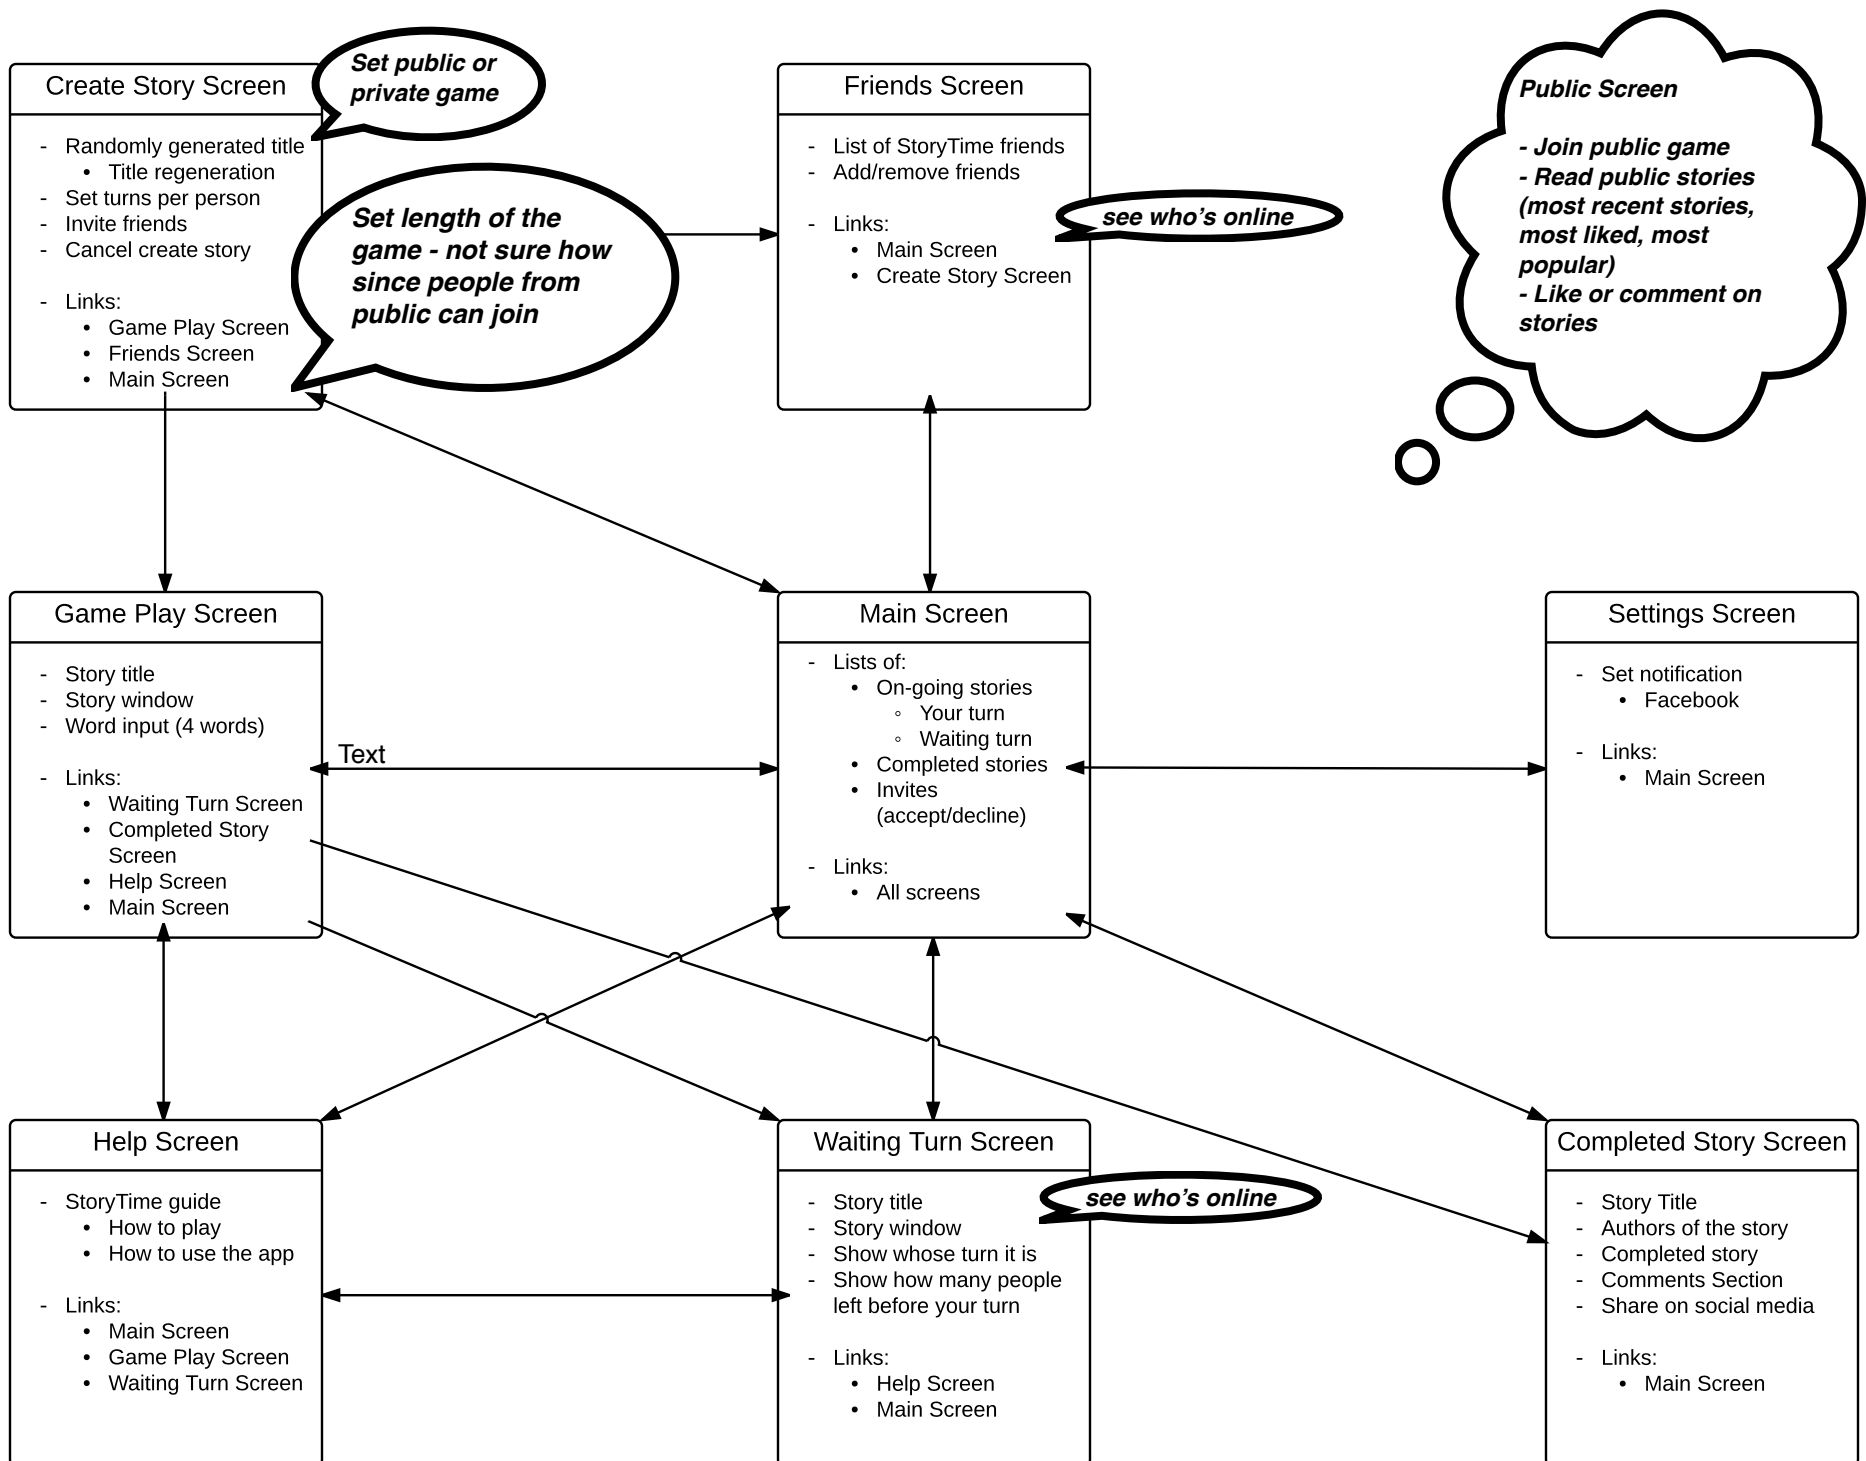 Create Story Screen
- Randomly generated title
• Title regeneration
- Set turns per person
- Invite friends
- Cancel create story
- Links:
• Game Play Screen
• Friends Screen
• Main Screen
Set public or
private game
Set length of the
game - not sure how
since people from
public can join
Friends Screen
- List of StoryTime friends
- Add/remove friends
- Links:
• Main Screen
• Create Story Screen
see who's online
Public Screen
- Join public game
- Read public stories
(most recent stories,
most liked, most
popular)
- Like or comment on
stories
Game Play Screen
- Story title
- Story window
- Word input (4 words)
- Links:
• Waiting Turn Screen
• Completed Story
Screen
• Help Screen
• Main Screen
Text
Main Screen
- Lists of:
• On-going stories
◦ Your turn
◦ Waiting turn
• Completed stories
• Invites
(accept/decline)
- Links:
• All screens
Settings Screen
- Set notification
• Facebook
- Links:
• Main Screen
Help Screen
- StoryTime guide
• How to play
• How to use the app
- Links:
• Main Screen
• Game Play Screen
• Waiting Turn Screen
Waiting Turn Screen
- Story title
- Story window
- Show whose turn it is
- Show how many people
left before your turn
- Links:
• Help Screen
• Main Screen
see who's online
Completed Story Screen
- Story Title
- Authors of the story
- Completed story
- Comments Section
- Share on social media
- Links:
• Main Screen